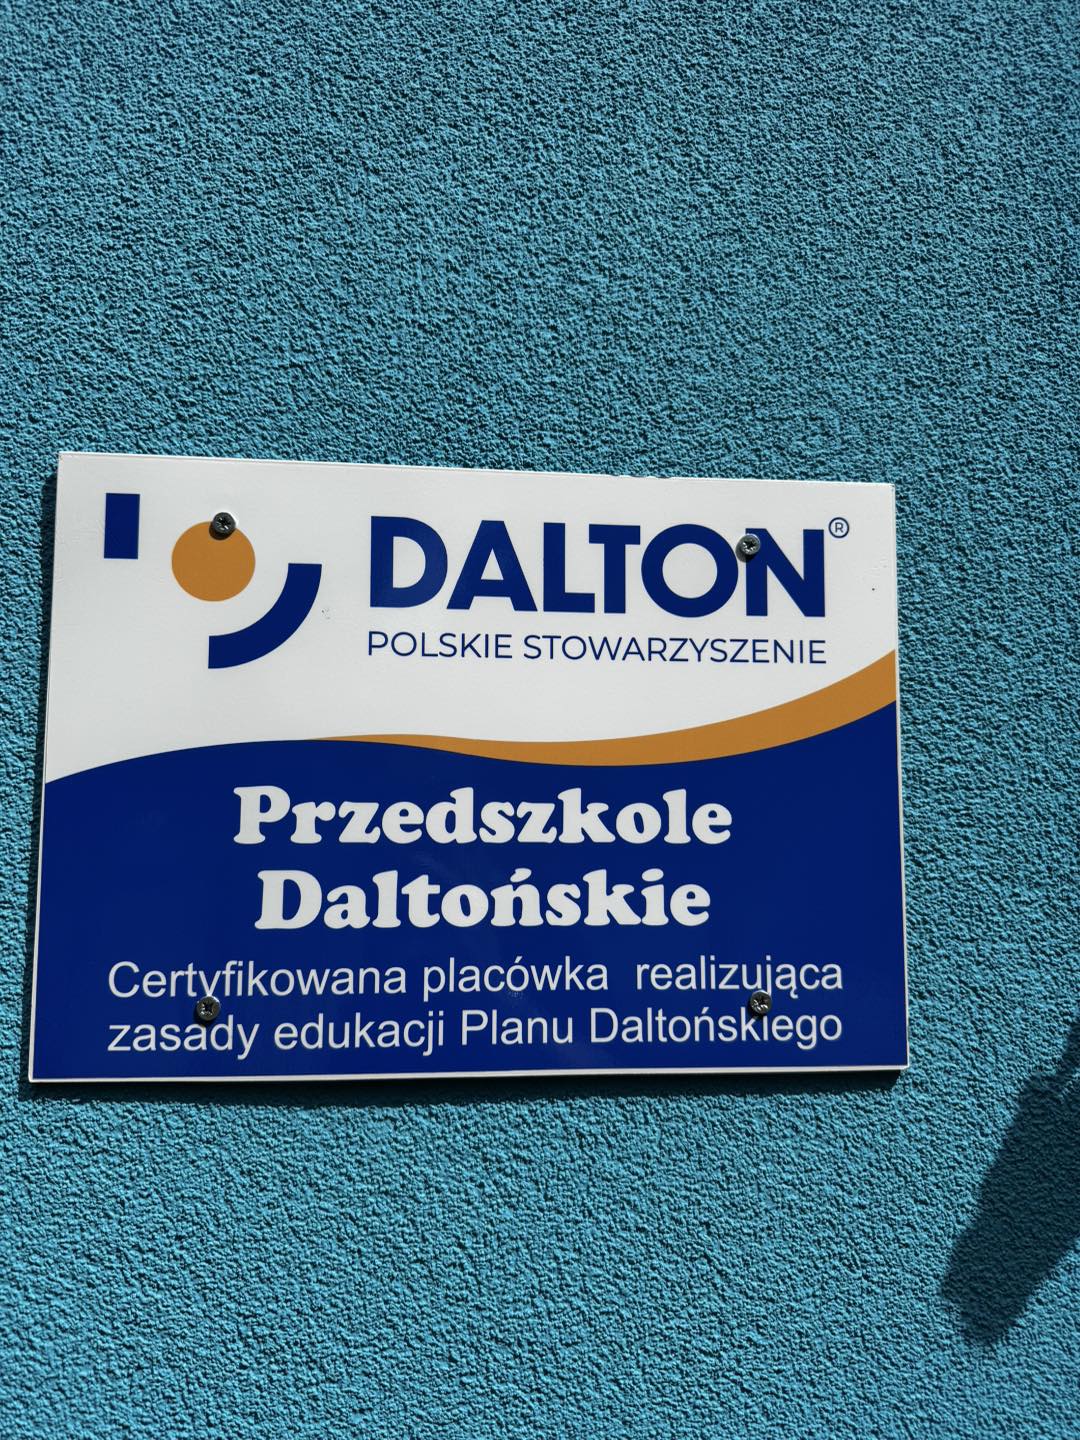 DALTON®
POLSKIE STOWARZYSZENIE
Przedszkole
Daltońskie
Certyfikowana placówka realizująca
zasady edukacji Planu Daltońskiego